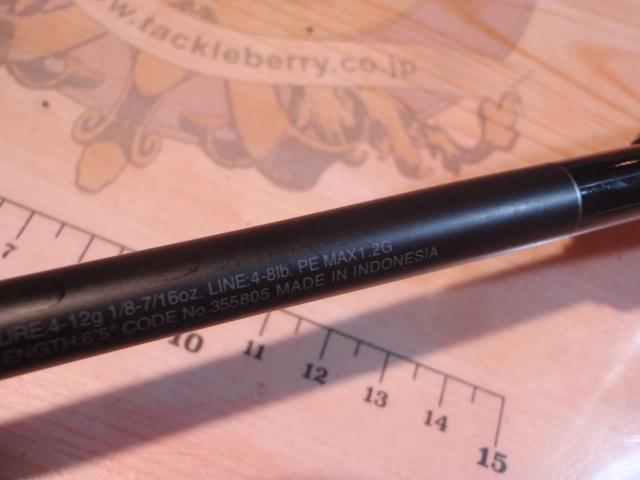 www.tackleberry.co.jp
URE:4-12g 1/8-7/16oz. LINE:4-8lb. PE MAX1.2G
LENGTH:6'5" CODE No 355805 MADE IN INDONESIA
7
10
11
12
13
14
15